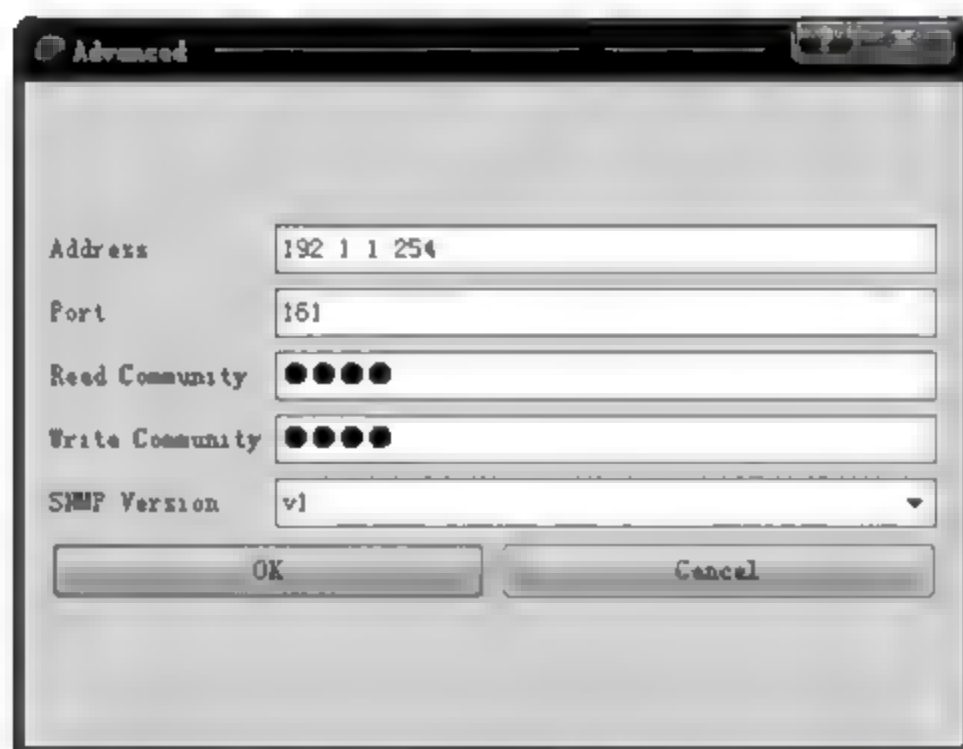 Advanced
Address 192 1 1 254
Port 161
Read Community ●●●●
Write Community ●●●●
SNMP Version v1
OK Cancel